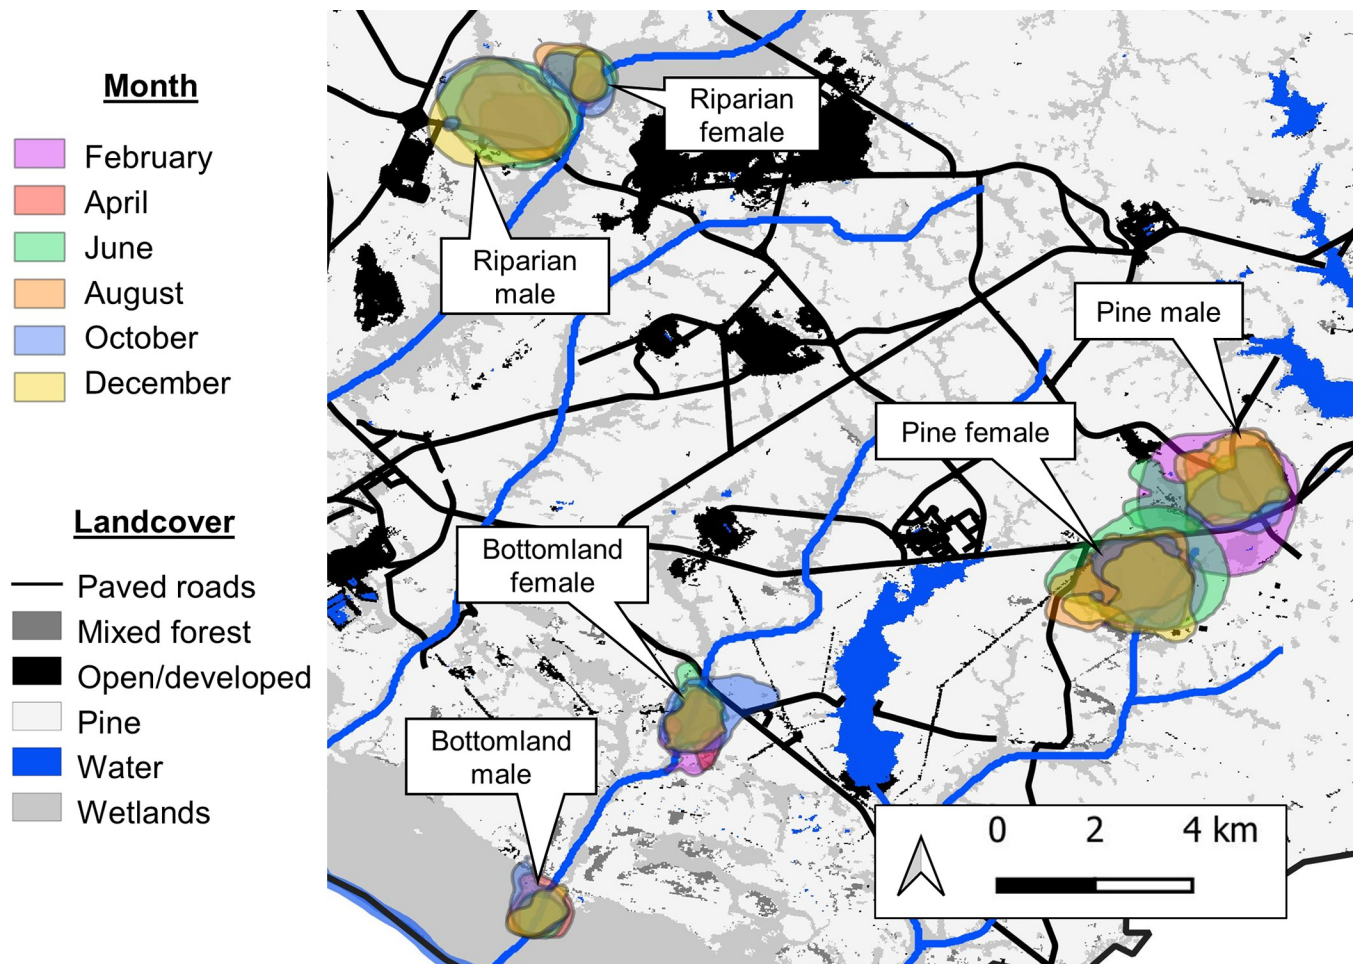 Month
February
April
June
August
October
December
Landcover
Paved roads
Mixed forest
Open/developed
Pine
Water
Wetlands
Riparian
female
Riparian
male
Pine male
Pine female
Bottomland
female
Bottomland
male
0 2 4 km